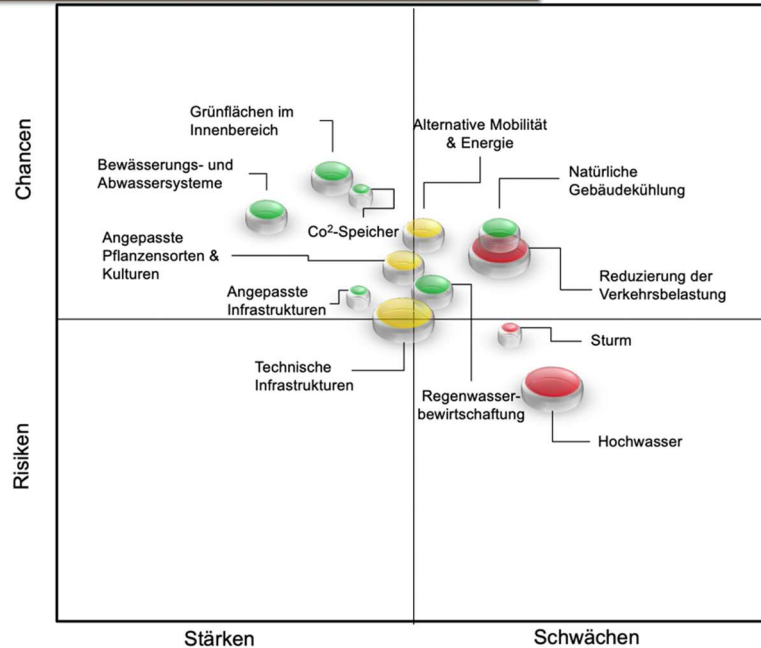 Chancen
Grünflächen im
Innenbereich
Alternative Mobilität
& Energie
Bewässerungs- und
Abwassersysteme
Natürliche
Gebäudekühlung
Co²-Speicher
Angepasste
Pflanzensorten &
Kulturen
Angepasste
Infrastrukturen
Reduzierung der
Verkehrsbelastung
Sturm
Technische
Infrastrukturen
Regenwasser-
bewirtschaftung
Risiken
Hochwasser
Stärken
Schwächen